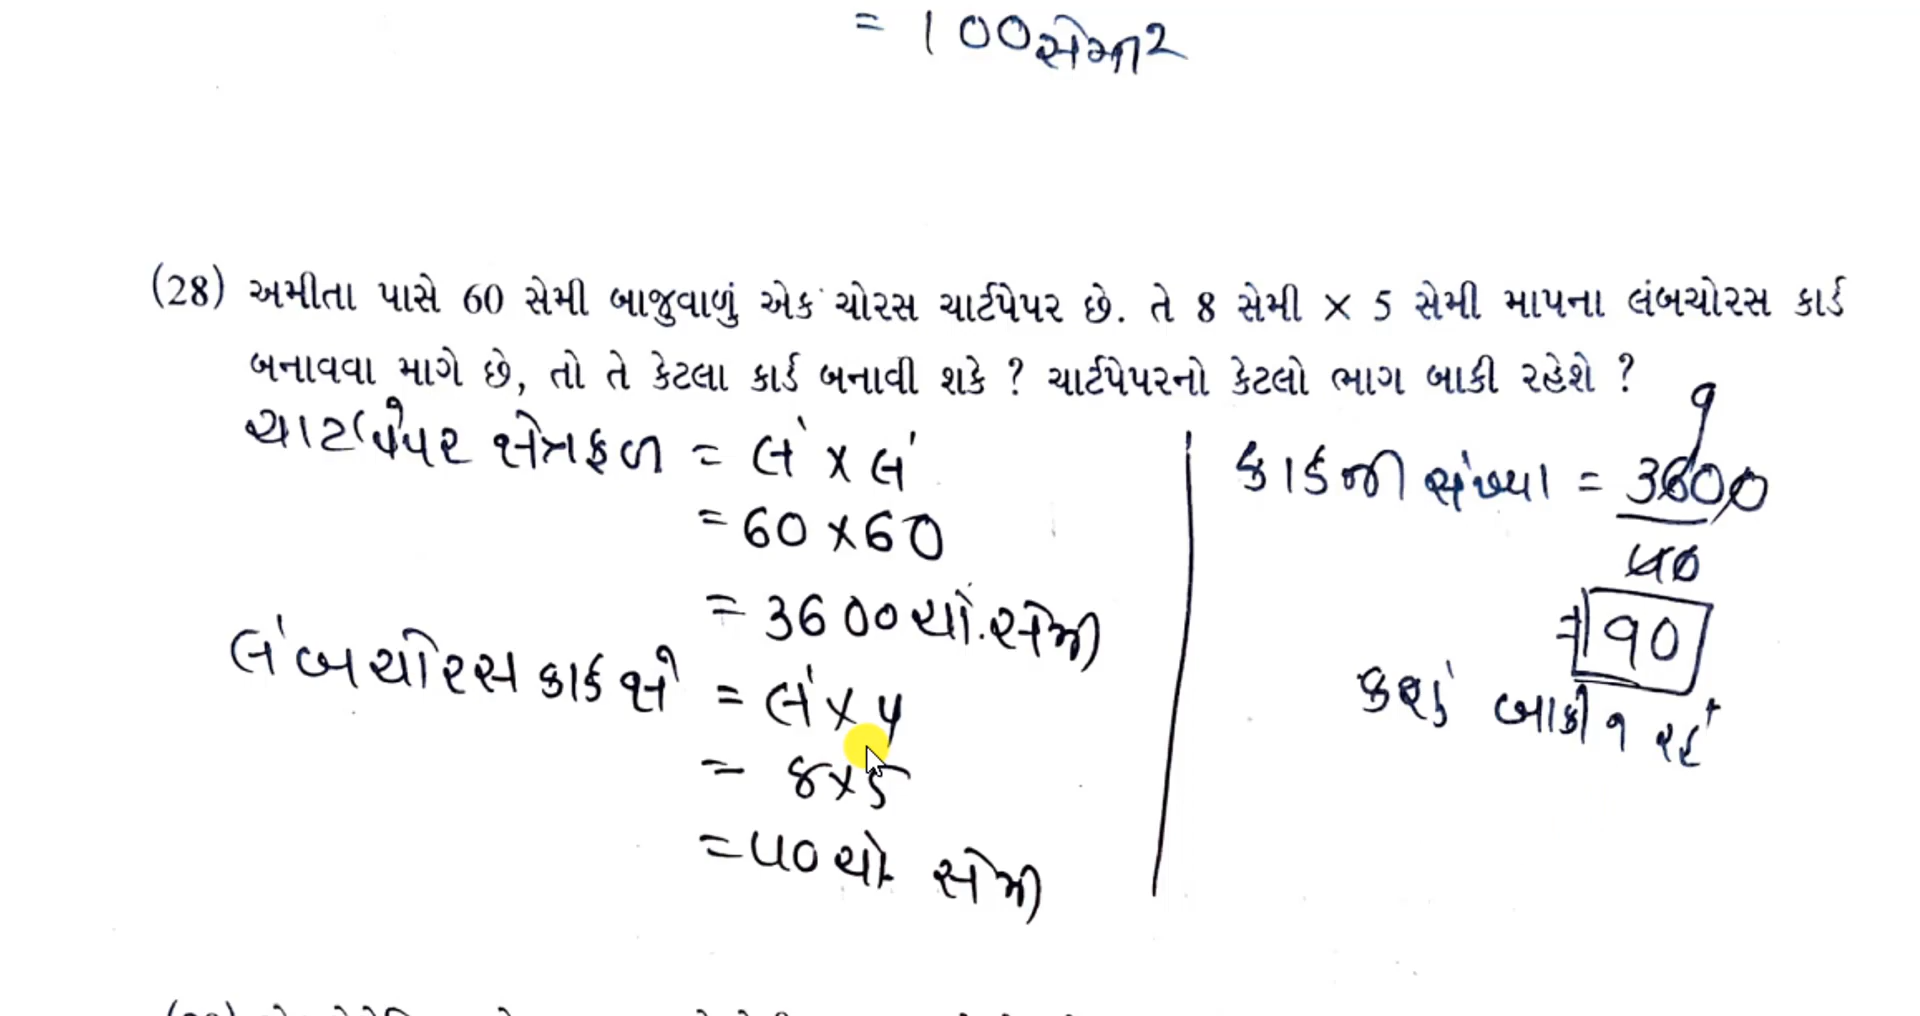 = 100 સેમી2
(28) અમીતા પાસે 60 સેમી બાજુવાળું એક ચોરસ ચાર્ટપેપર છે. તે 8 સેમી × 5 સેમી માપના લંબચોરસ કાર્ડ
બનાવવા માગે છે, તો તે કેટલા કાર્ડ બનાવી શકે ? ચાર્ટપેપરનો કેટલો ભાગ બાકી રહેશે ?
ચાર્ટપેપર ક્ષેત્રફળ = લં × લં
= 60 × 60
= 3600 ચો. સેમી
લંબચોરસ કાર્ડ ક્ષે = લં × પ
= 8 × 5
= 40 ચો સેમી
9
કાર્ડની સંખ્યા = 3600
40
= 90
કશું બાકી ન રહે